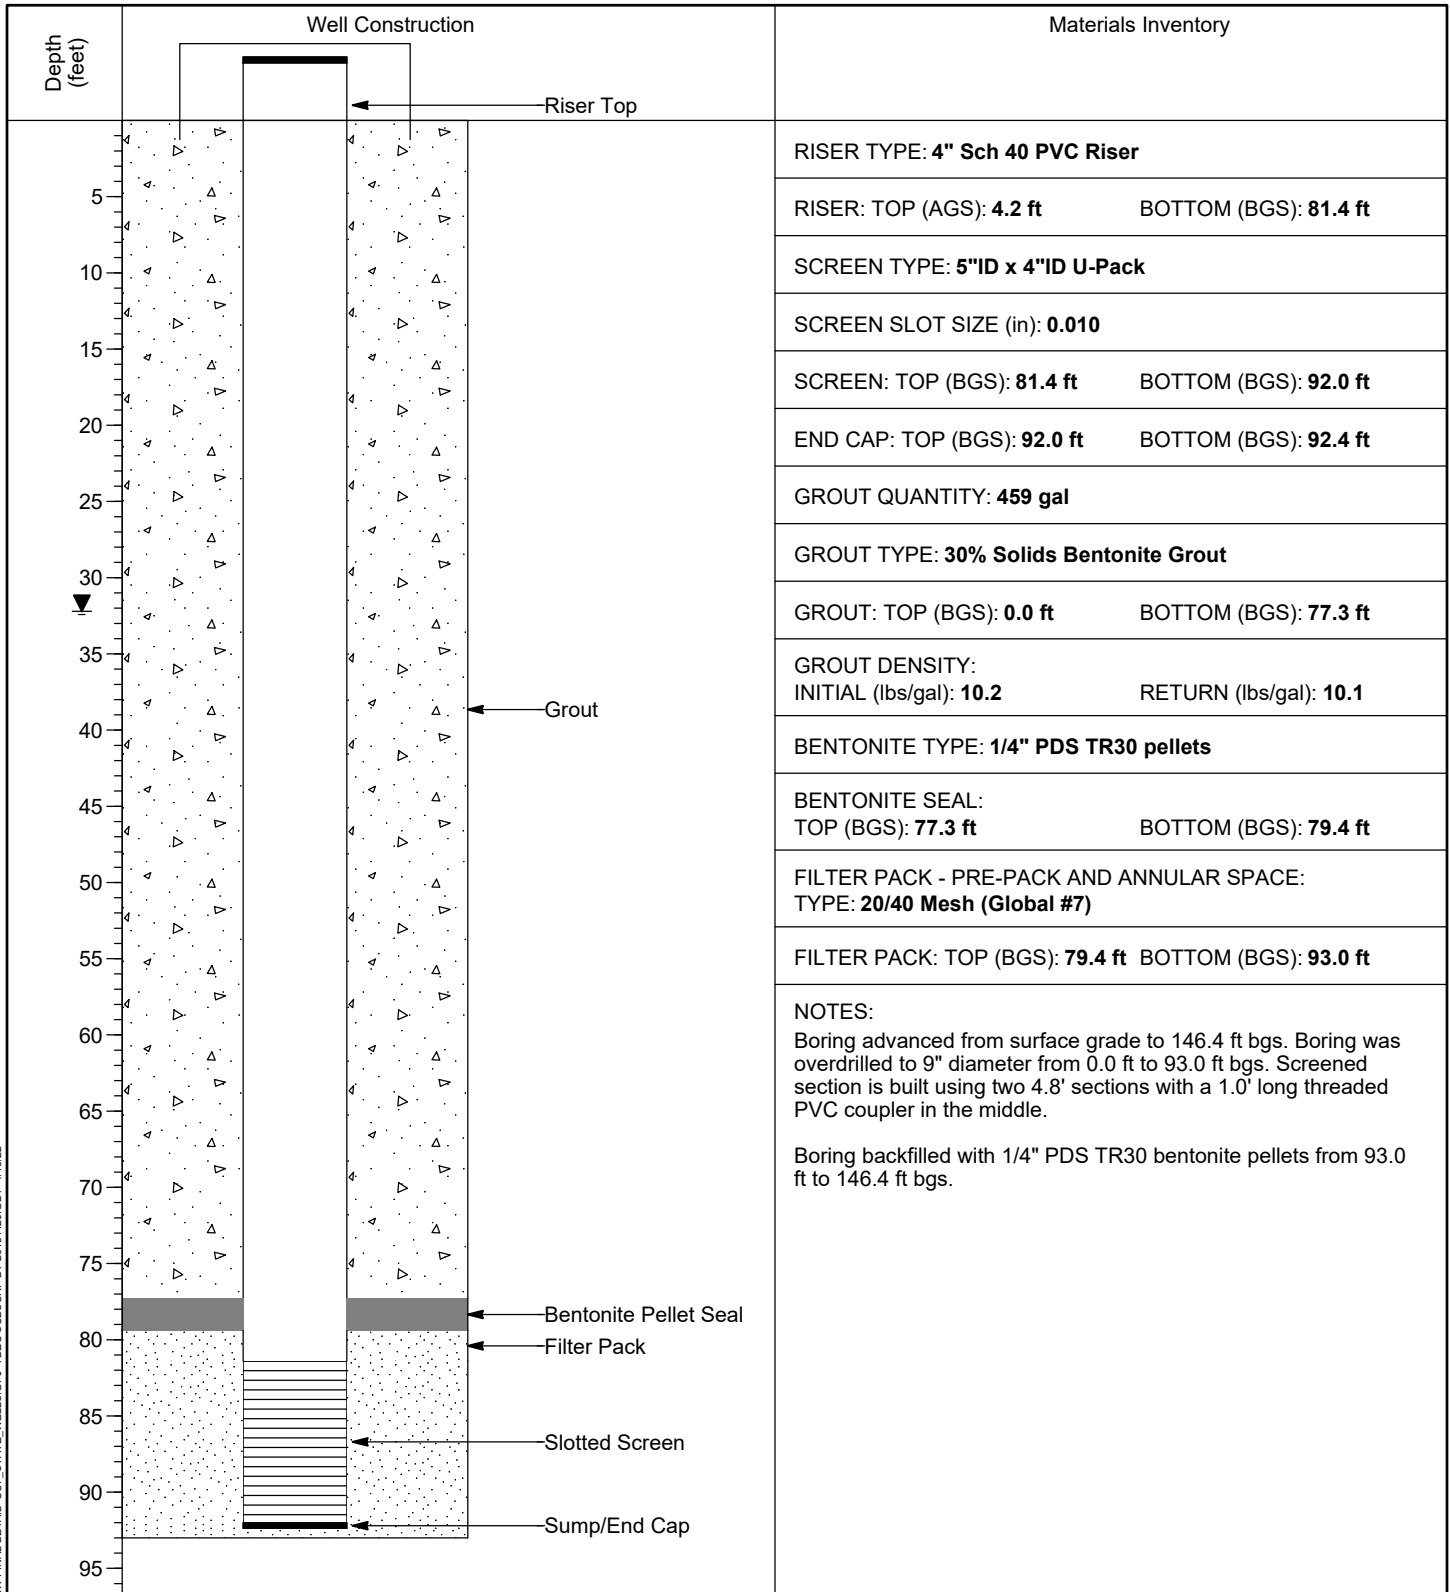 Depth
(feet)
Well Construction
Materials Inventory
Riser Top
5
10
15
20
25
30
35
40
45
50
55
60
65
70
75
80
85
90
95
Grout
Bentonite Pellet Seal
Filter Pack
Slotted Screen
Sump/End Cap
RISER TYPE: 4" Sch 40 PVC Riser
RISER: TOP (AGS): 4.2 ft BOTTOM (BGS): 81.4 ft
SCREEN TYPE: 5"ID x 4"ID U-Pack
SCREEN SLOT SIZE (in): 0.010
SCREEN: TOP (BGS): 81.4 ft BOTTOM (BGS): 92.0 ft
END CAP: TOP (BGS): 92.0 ft BOTTOM (BGS): 92.4 ft
GROUT QUANTITY: 459 gal
GROUT TYPE: 30% Solids Bentonite Grout
GROUT: TOP (BGS): 0.0 ft BOTTOM (BGS): 77.3 ft
GROUT DENSITY:
INITIAL (lbs/gal): 10.2 RETURN (lbs/gal): 10.1
BENTONITE TYPE: 1/4" PDS TR30 pellets
BENTONITE SEAL:
TOP (BGS): 77.3 ft BOTTOM (BGS): 79.4 ft
FILTER PACK - PRE-PACK AND ANNULAR SPACE:
TYPE: 20/40 Mesh (Global #7)
FILTER PACK: TOP (BGS): 79.4 ft BOTTOM (BGS): 93.0 ft
NOTES:
Boring advanced from surface grade to 146.4 ft bgs. Boring was
overdrilled to 9" diameter from 0.0 ft to 93.0 ft bgs. Screened
section is built using two 4.8' sections with a 1.0' long threaded
PVC coupler in the middle.
Boring backfilled with 1/4" PDS TR30 bentonite pellets from 93.0
ft to 146.4 ft bgs.